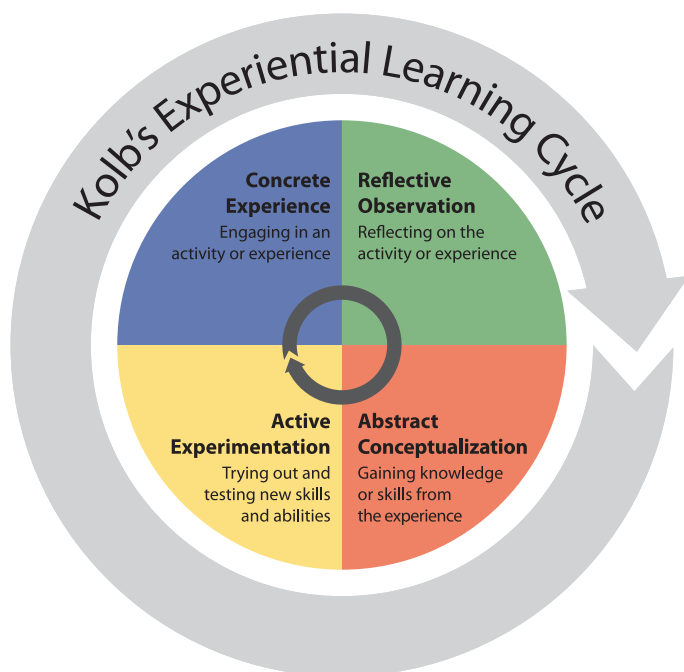 Kolb's Experiential Learning Cycle
Concrete
Experience
Engaging in an
activity or experience
Reflective
Observation
Reflecting on the
activity or experience
Active
Experimentation
Trying out and
testing new skills
and abilities
Abstract
Conceptualization
Gaining knowledge
or skills from
the experience